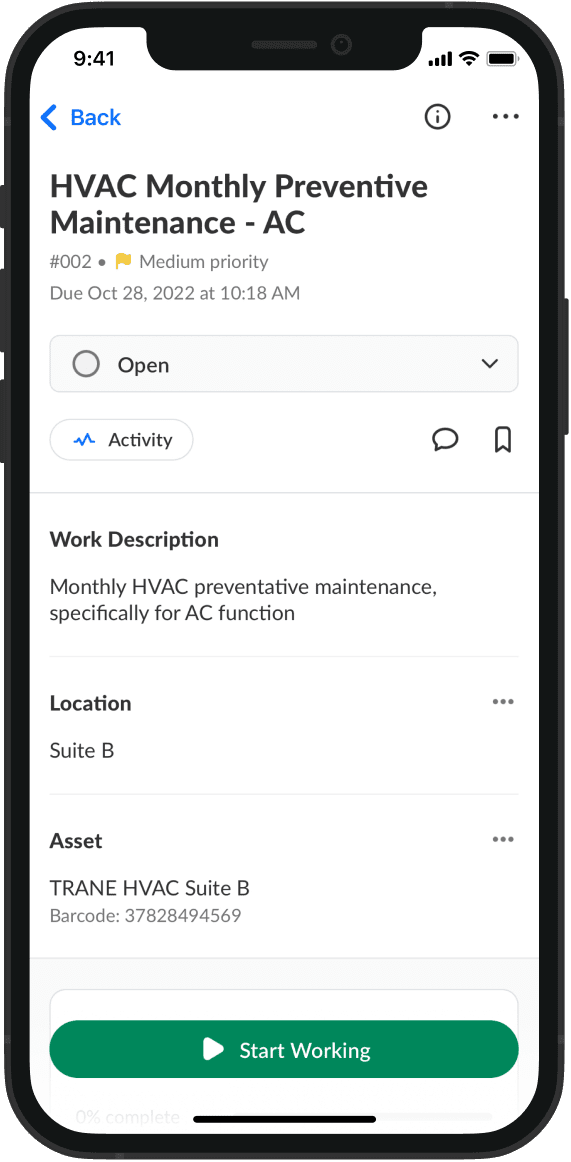 9:41
Back
HVAC Monthly Preventive
Maintenance - AC
#002 • Medium priority
Due Oct 28, 2022 at 10:18 AM
Open
Activity
Work Description
Monthly HVAC preventative maintenance,
specifically for AC function
Location
Suite B
Asset
TRANE HVAC Suite B
Barcode: 37828494569
Start Working
0% complete